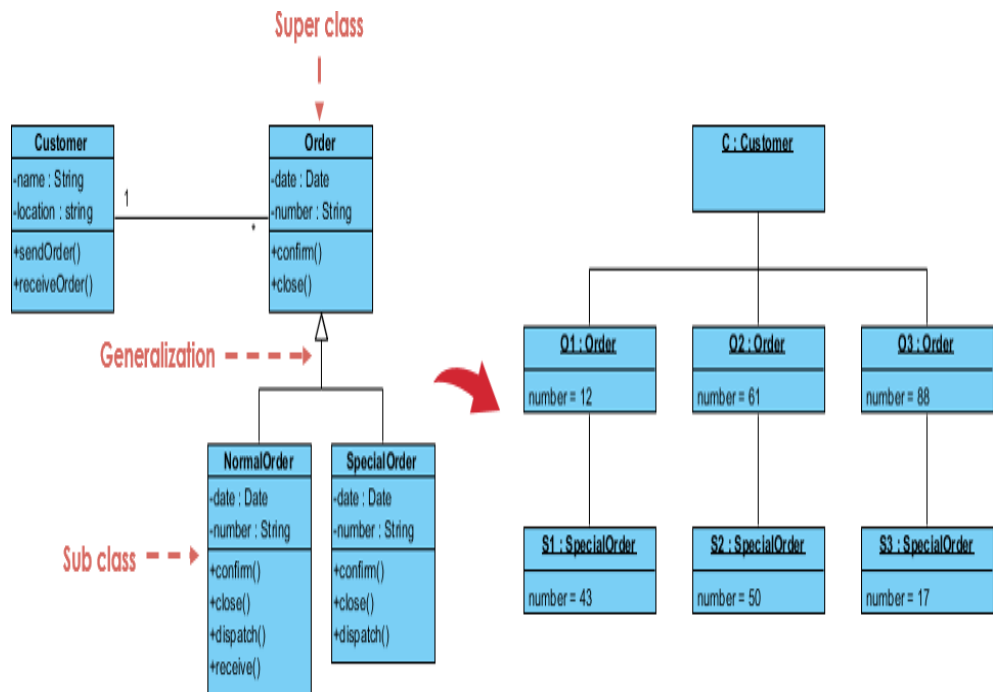 Super class
Customer
-name : String
-location : string
+sendOrder()
+receiveOrder()
1
*
Order
-date : Date
-number : String
+confirm()
+close()
Generalization
NormalOrder
-date : Date
-number : String
+confirm()
+close()
+dispatch()
+receive()
Sub class
SpecialOrder
-date : Date
-number : String
+confirm()
+close()
+dispatch()
C : Customer
O1 : Order
number = 12
O2 : Order
number = 61
O3 : Order
number = 88
S1 : SpecialOrder
number = 43
S2 : SpecialOrder
number = 50
S3 : SpecialOrder
number = 17